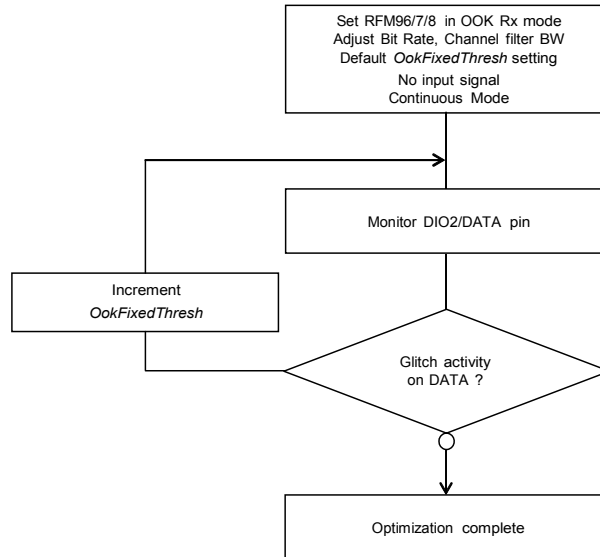 Set RFM96/7/8 in OOK Rx mode
Adjust Bit Rate, Channel filter BW
Default OokFixedThresh setting
No input signal
Continuous Mode
Monitor DIO2/DATA pin
Increment
OokFixedThresh
Glitch activity
on DATA ?
Optimization complete